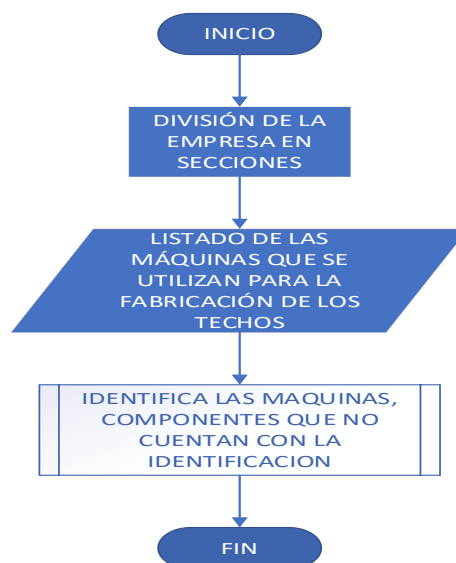 INICIO
DIVISIÓN DE LA
EMPRESA EN
SECCIONES
LISTADO DE LAS
MÁQUINAS QUE SE
UTILIZAN PARA LA
FABRICACIÓN DE LOS
TECHOS
IDENTIFICA LAS MAQUINAS,
COMPONENTES QUE NO
CUENTAN CON LA
IDENTIFICACION
FIN